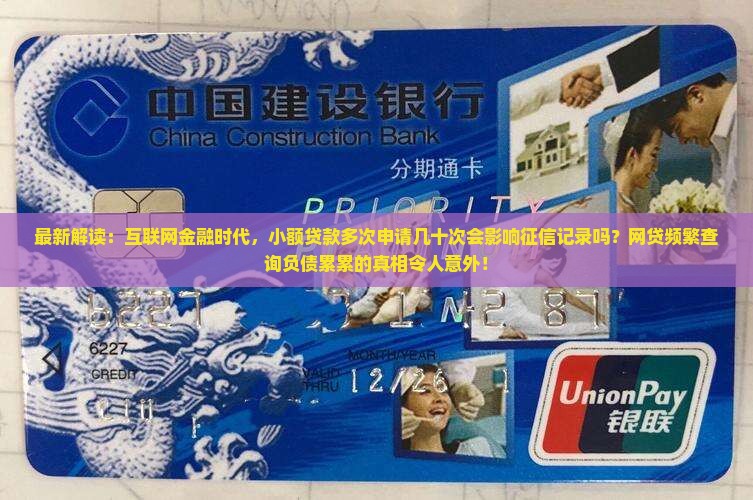 中国建设银行
China Construction Bank
分期通卡
PRIORITY
最新解读：互联网金融时代，小额贷款多次申请几十次会影响征信记录吗？网贷频繁查
询负债累累的真相令人意外！
6227
6227
MONTH/YEAR
CREDIT
VALID
THRU
12/26
UnionPay
银联